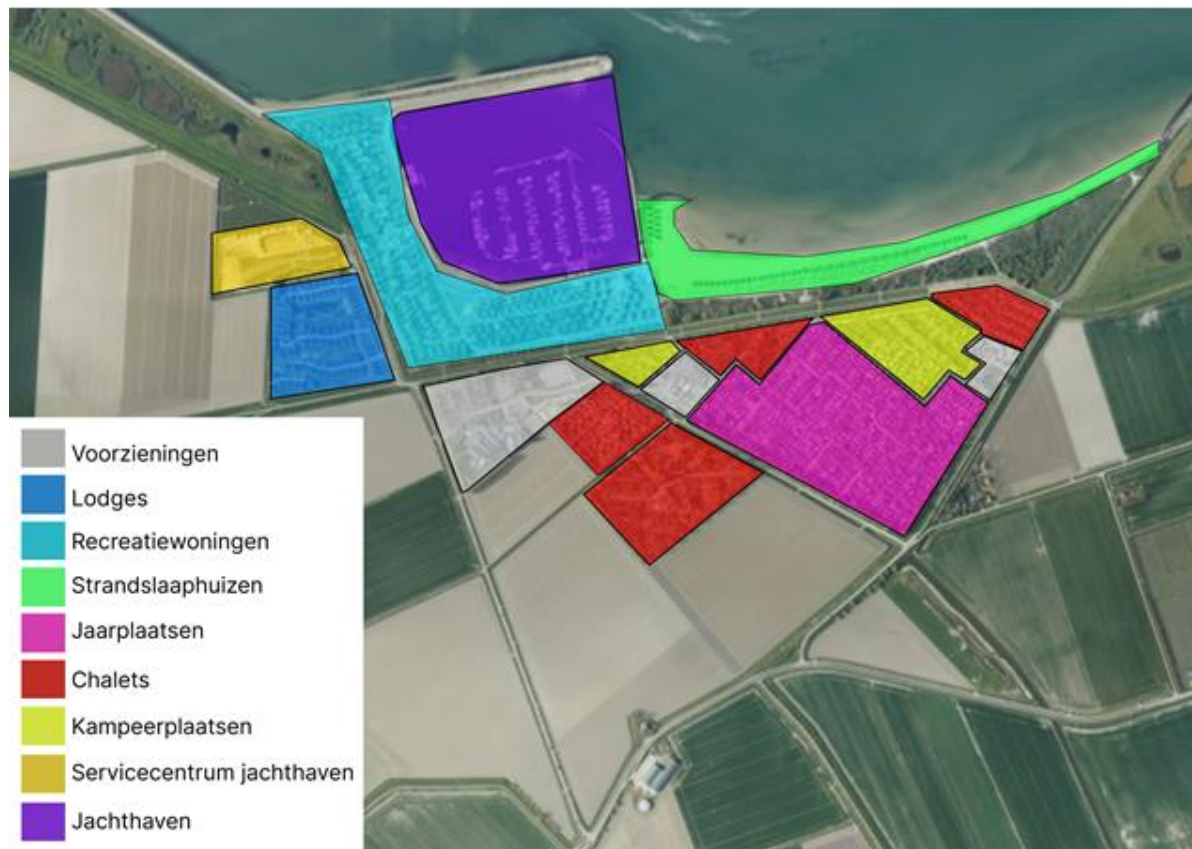 Voorzieningen
Lodges
Recreatiewoningen
Strandslaaphuizen
Jaarplaatsen
Chalets
Kampeerplaatsen
Servicecentrum jachthaven
Jachthaven